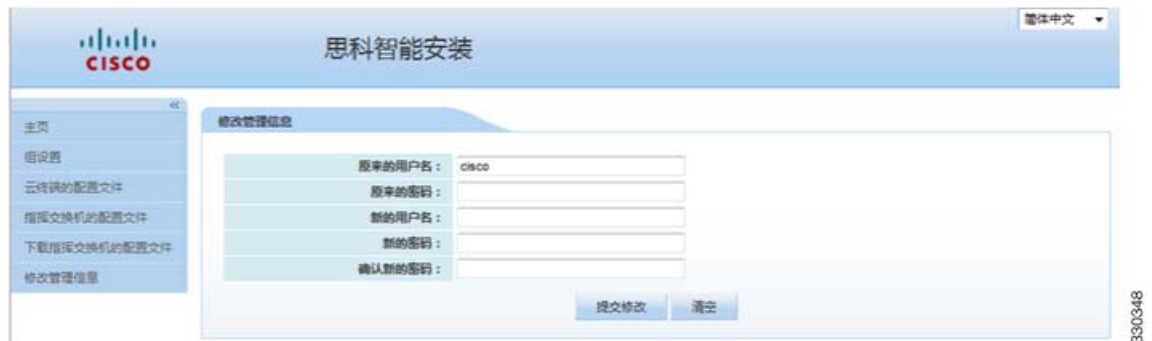 简体中文
CISCO
思科智能安装
主页
组设置
云终端的配置文件
指挥交换机的配置文件
下载指挥交换机的配置文件
修改管理信息
修改管理信息
原来的用户名： cisco
原来的密码：
新的用户名：
新的密码：
确认新的密码：
提交修改 清空
330348